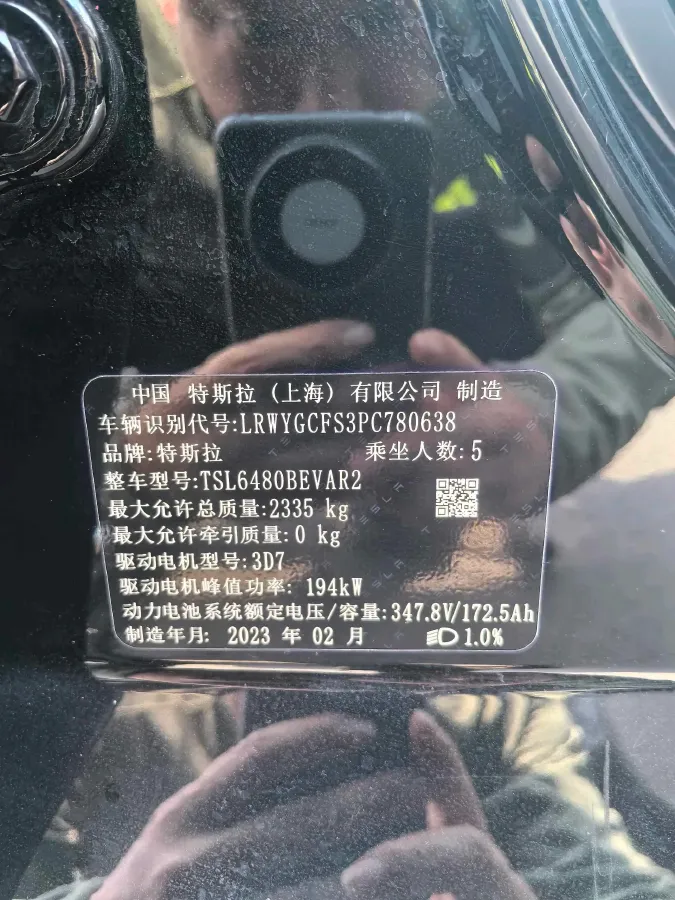 中国 特斯拉 (上海) 有限公司 制造
车辆识别代号:LRWYGCFS3PC780638
品牌:特斯拉 乘坐人数:5
整车型号:TSL6480BEVAR2
最大允许总质量:2335 kg
最大允许牵引质量:0 kg
驱动电机型号:3D7
驱动电机峰值功率: 194kW
动力电池系统额定电压/容量:347.8V/172.5Ah
制造年月: 2023 年 02 月 1.0%